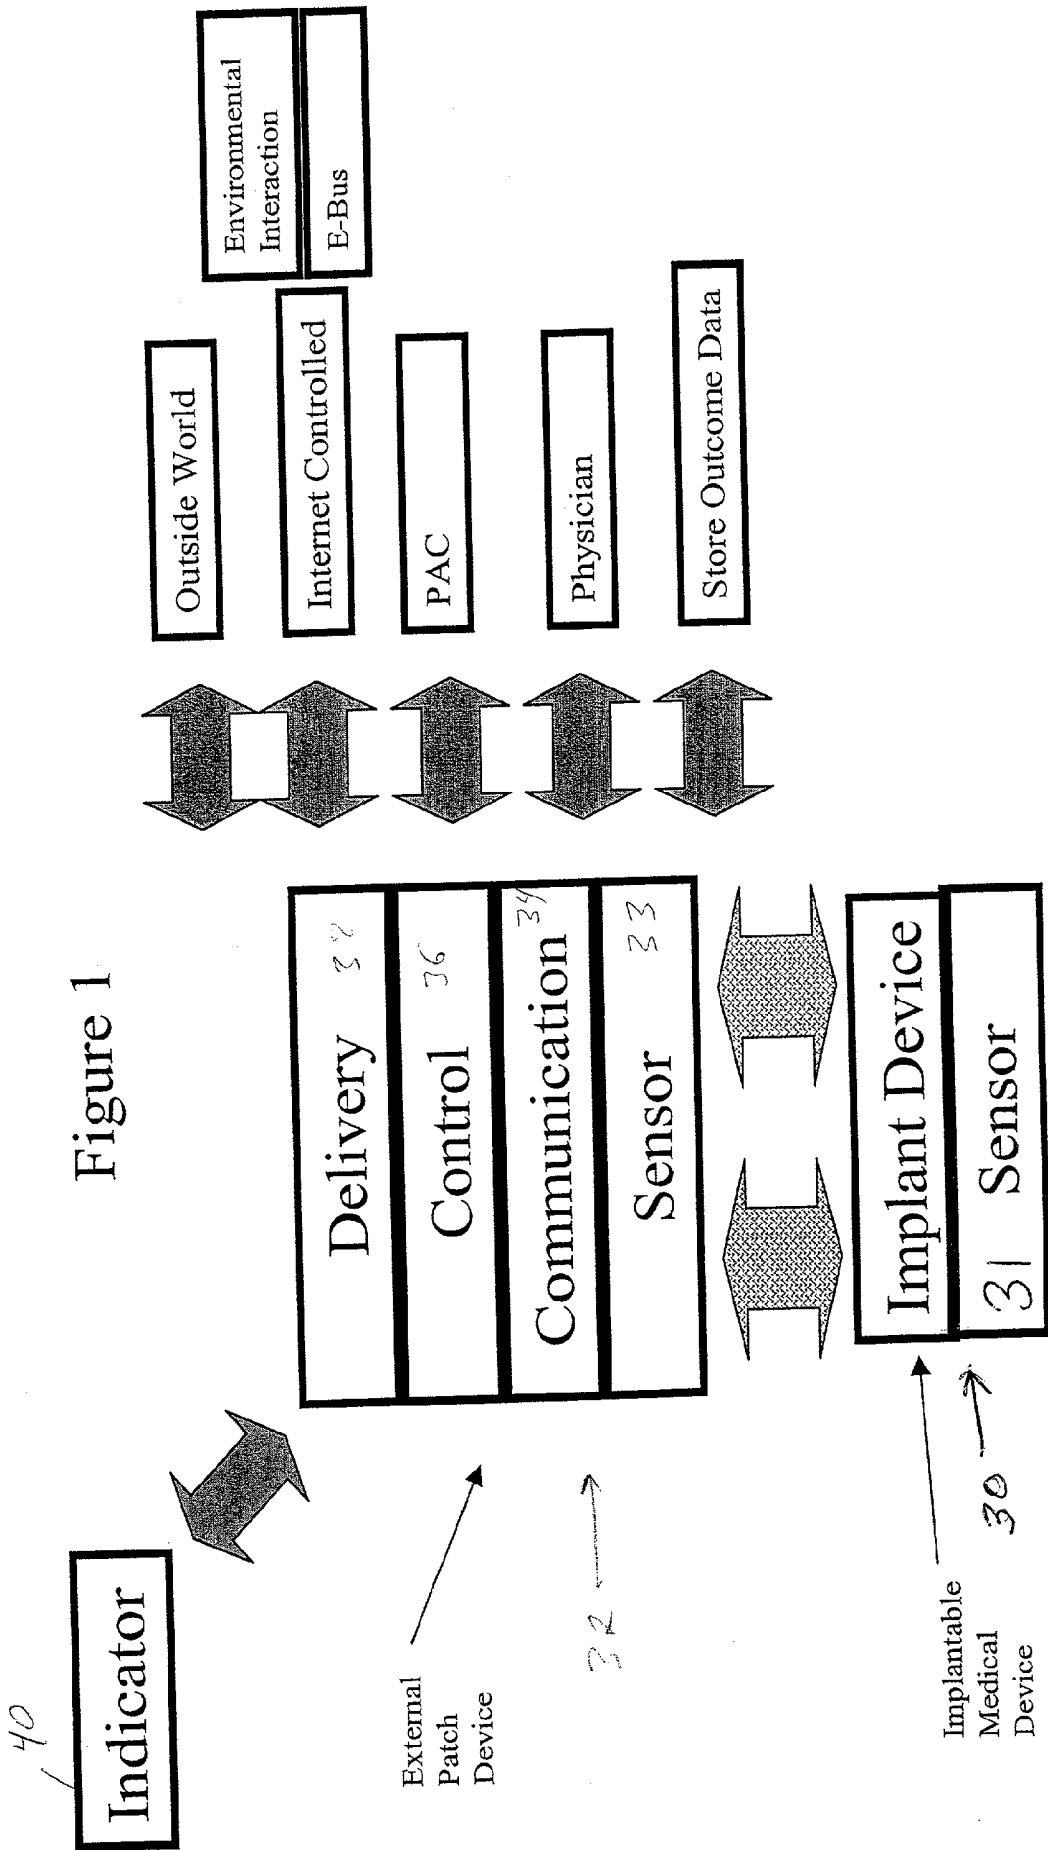 40
Indicator
Figure 1
Outside World
Environmental
Interaction
E-Bus
Internet Controlled
PAC
Physician
Store Outcome Data
Delivery 38
Control 36
Communication 34
Sensor 33
External
Patch
Device
32
Implant Device
31 Sensor
Implantable
Medical
Device
30